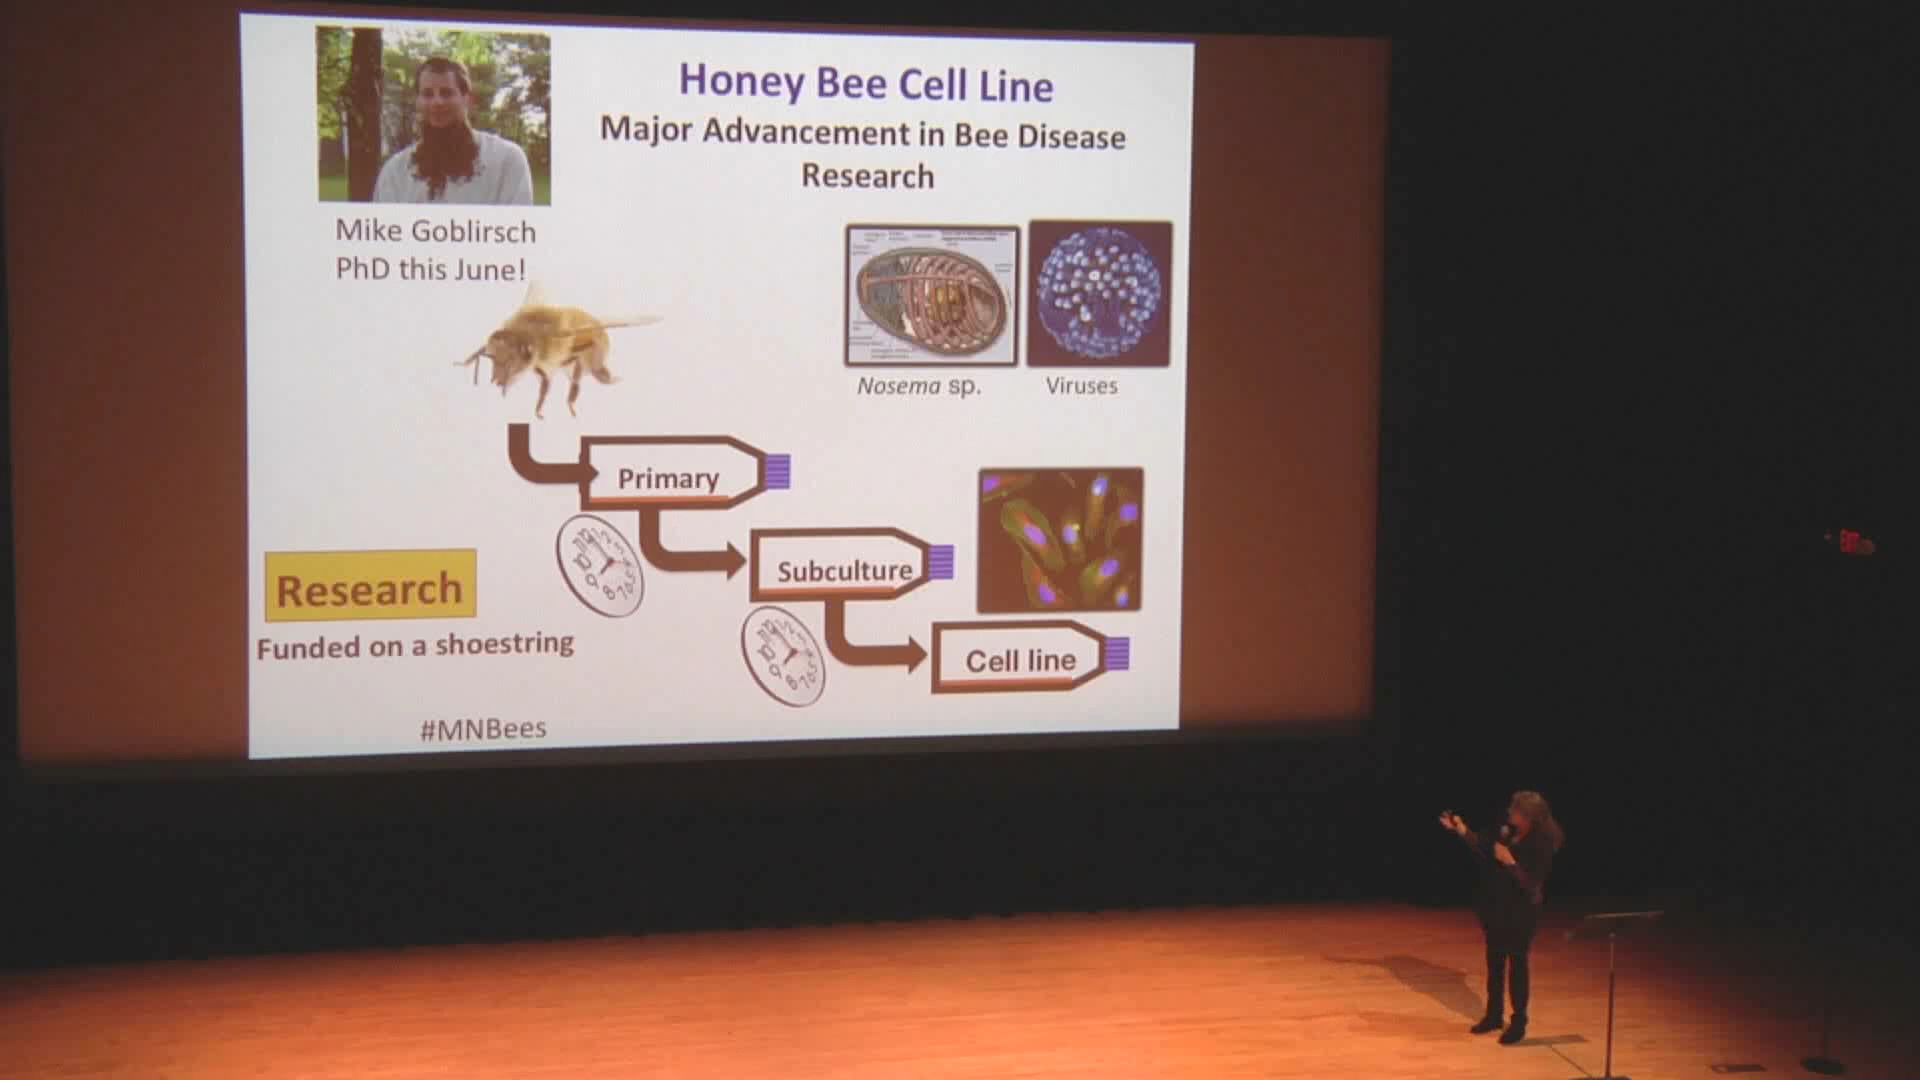 Honey Bee Cell Line
Major Advancement in Bee Disease
Research
Mike Goblirsch
PhD this June!
Nosema sp.
Viruses
Primary
Subculture
Cell line
Research
Funded on a shoestring
#MNBees